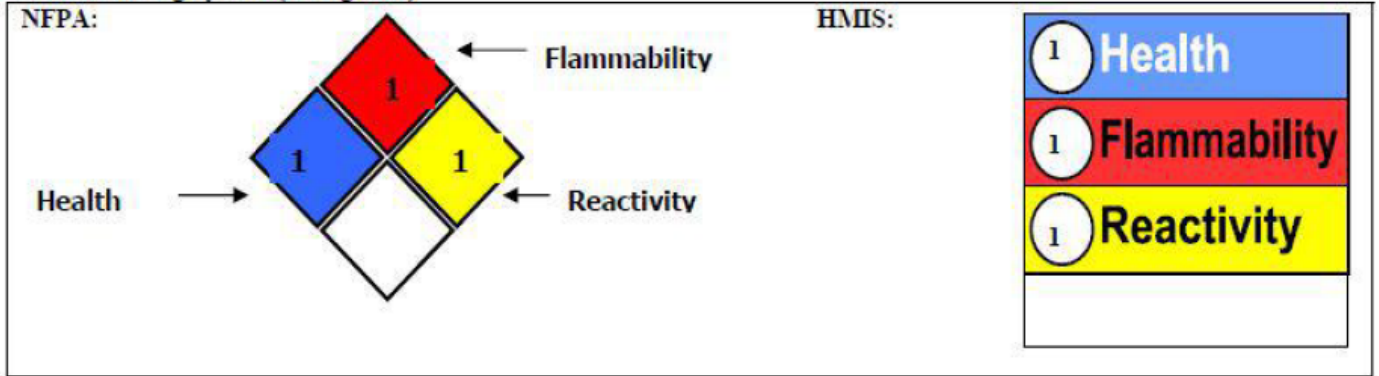 NFPA:
HMIS:
1
Flammability
1
1
Health
Reactivity
1 Health
1 Flammability
1 Reactivity